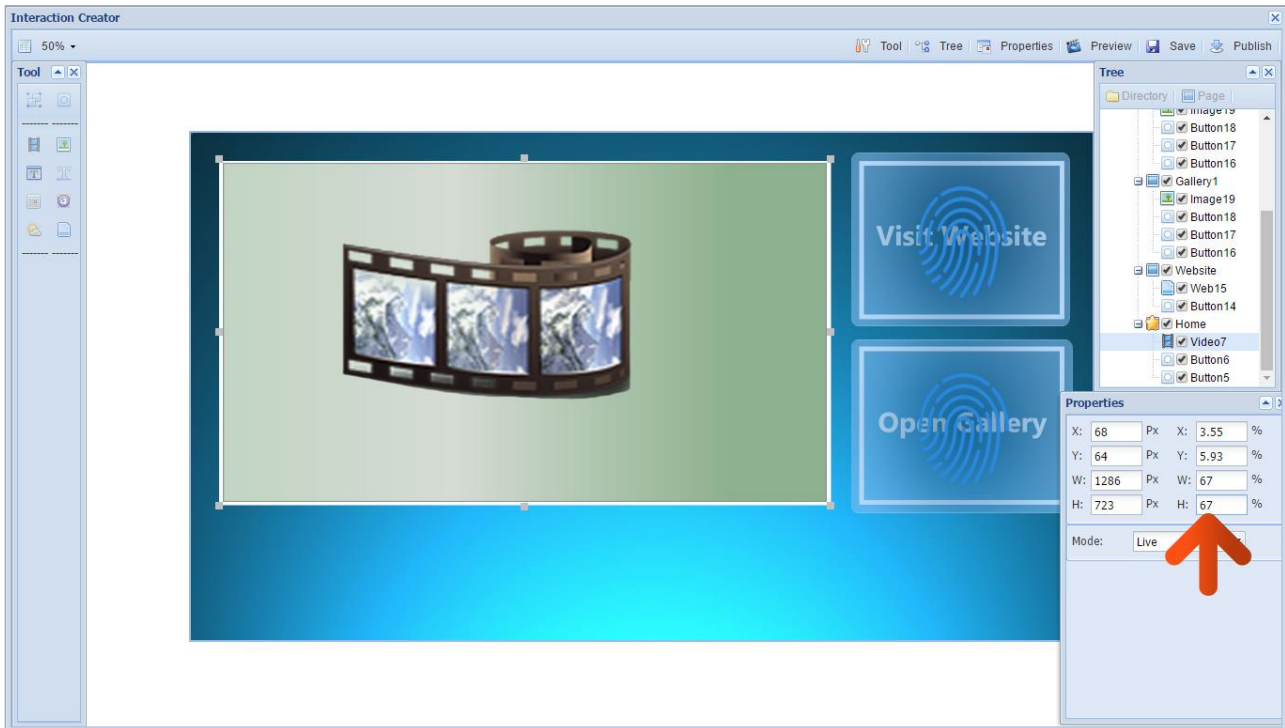 Interaction Creator
50%
Tool Tree Properties Preview Save Publish
Tool
Tree
Directory Page
Image19
Button18
Button17
Button16
Gallery1
Image19
Button18
Button17
Button16
Website
Web15
Button14
Home
Video7
Button6
Button5
Visit Website
Open Gallery
Properties
X: 68 Px X: 3.55 %
Y: 64 Px Y: 5.93 %
W: 1286 Px W: 67 %
H: 723 Px H: 67 %
Mode: Live